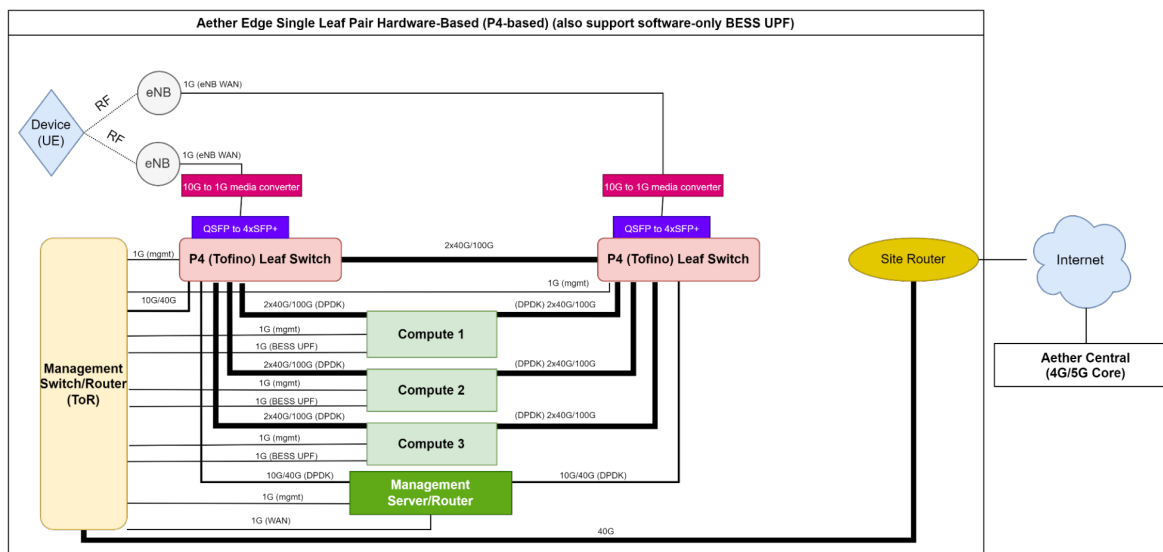 Aether Edge Single Leaf Pair Hardware-Based (P4-based) (also support software-only BESS UPF)
eNB
1G (eNB WAN)
RF
Device
(UE)
RF
eNB
1G (eNB WAN)
10G to 1G media converter
10G to 1G media converter
QSFP to 4xSFP+
QSFP to 4xSFP+
1G (mgmt)
P4 (Tofino) Leaf Switch
2x40G/100G
P4 (Tofino) Leaf Switch
Site Router
Internet
1G (mgmt)
10G/40G
2x40G/100G (DPDK)
(DPDK) 2x40G/100G
1G (mgmt)
Compute 1
1G (BESS UPF)
2x40G/100G (DPDK)
(DPDK) 2x40G/100G
Management
Switch/Router
(ToR)
1G (mgmt)
Compute 2
1G (BESS UPF)
2x40G/100G (DPDK)
(DPDK) 2x40G/100G
1G (mgmt)
Compute 3
1G (BESS UPF)
10G/40G (DPDK)
10G/40G (DPDK)
Management
Server/Router
1G (mgmt)
1G (WAN)
40G
Aether Central
(4G/5G Core)